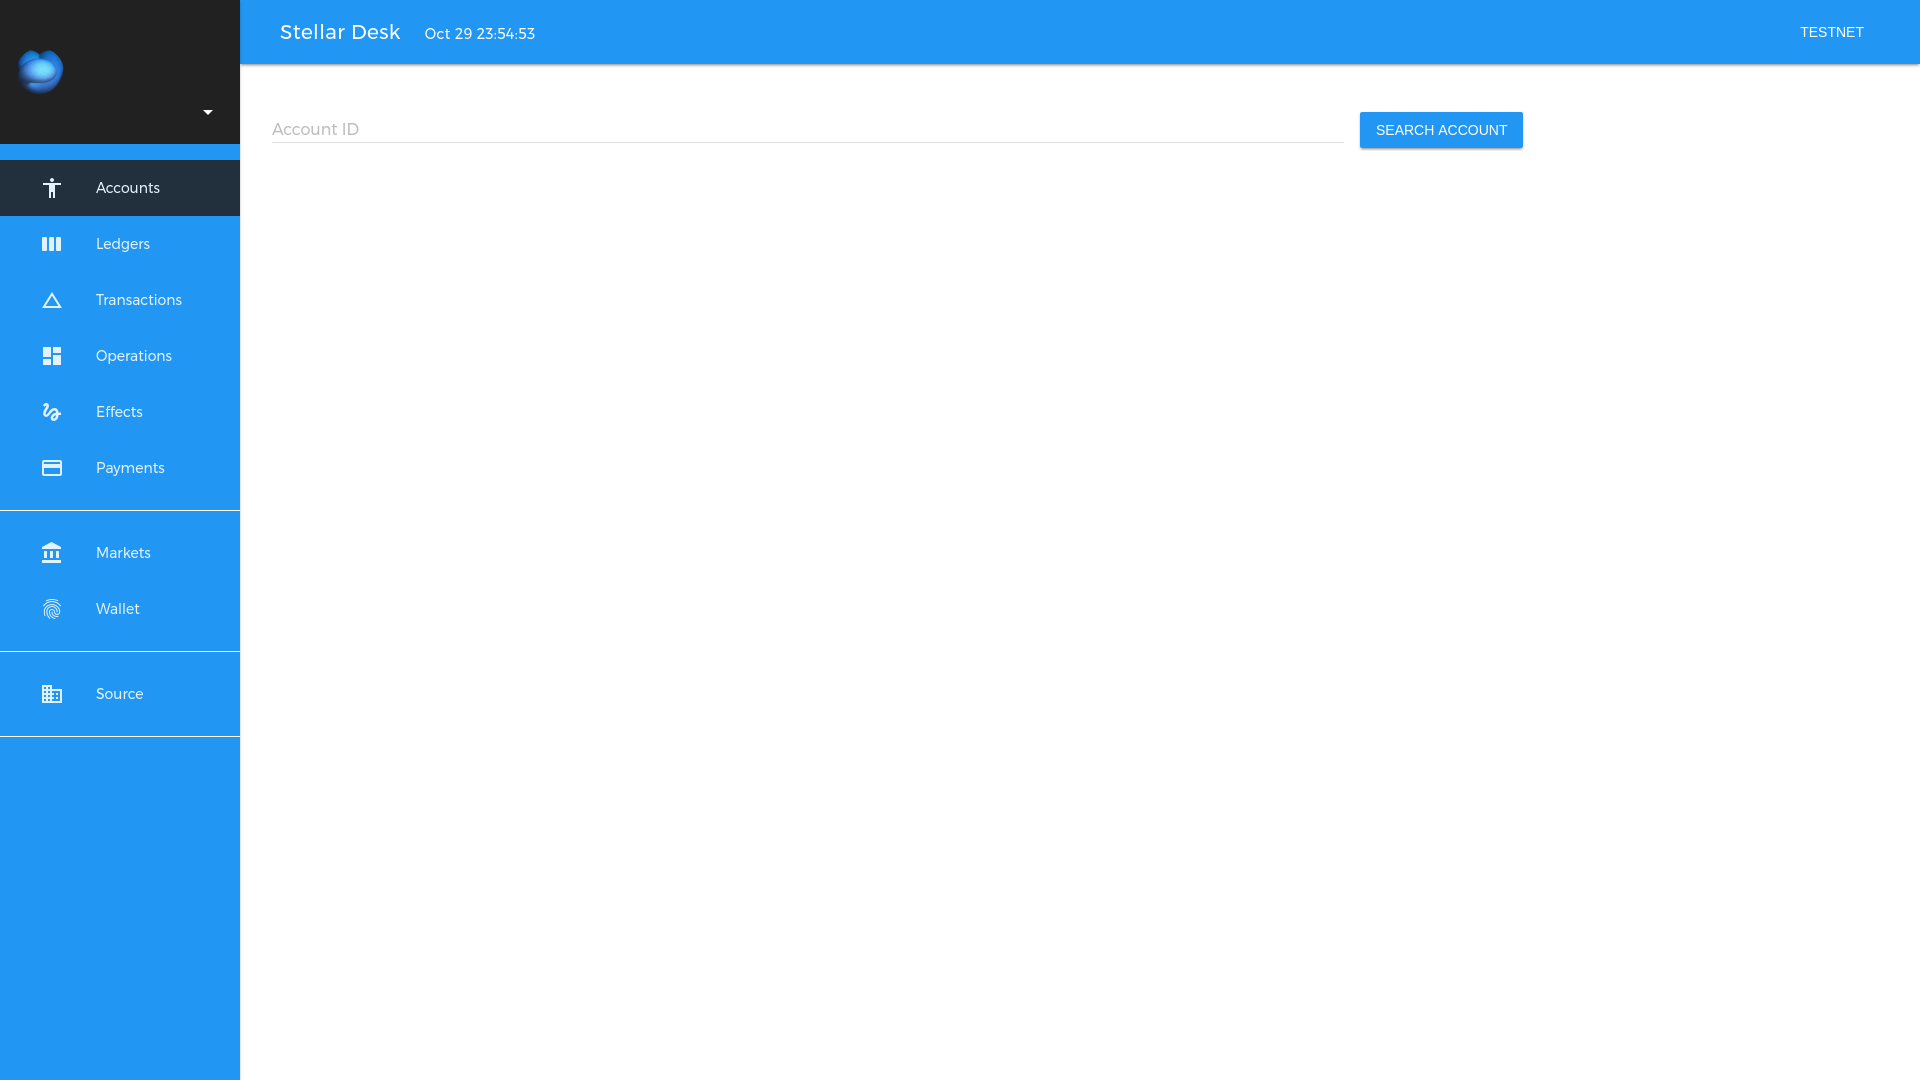 Stellar Desk
Oct 29 23:54:53
TESTNET
Account ID
SEARCH ACCOUNT
Accounts
Ledgers
Transactions
Operations
Effects
Payments
Markets
Wallet
Source